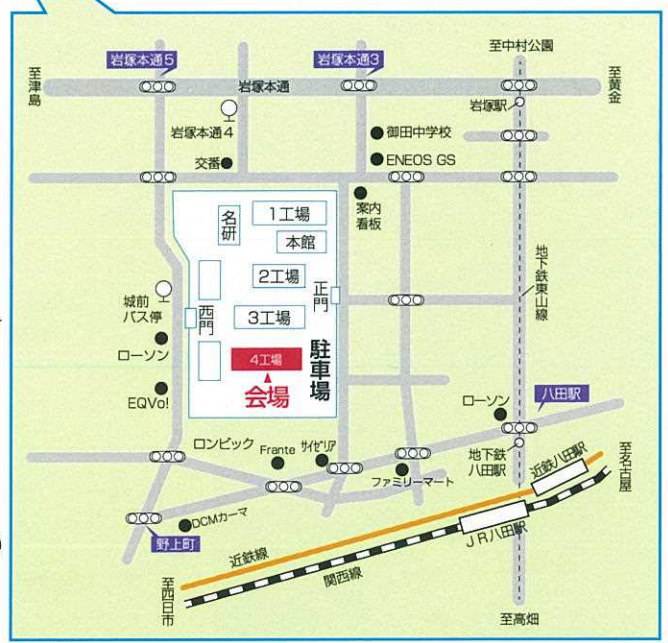 至中村公園
岩塚本通5
岩塚本通3
至津島
岩塚本通
至黄金
岩塚駅
岩塚本通4
御田中学校
交番
ENEOS GS
案内
看板
名研
1工場
本館
2工場
正門
地下鉄東山線
城前
バス停
西門
3工場
ローソン
4工場
駐車場
会場
EQVo!
八田駅
ローソン
ロンビック
Frante
サイゼリア
地下鉄
八田駅
近鉄八田駅
至名古屋
ファミリーマート
DCMカーマ
野上町
JR八田駅
近鉄線
関西線
至四日市
至高畑